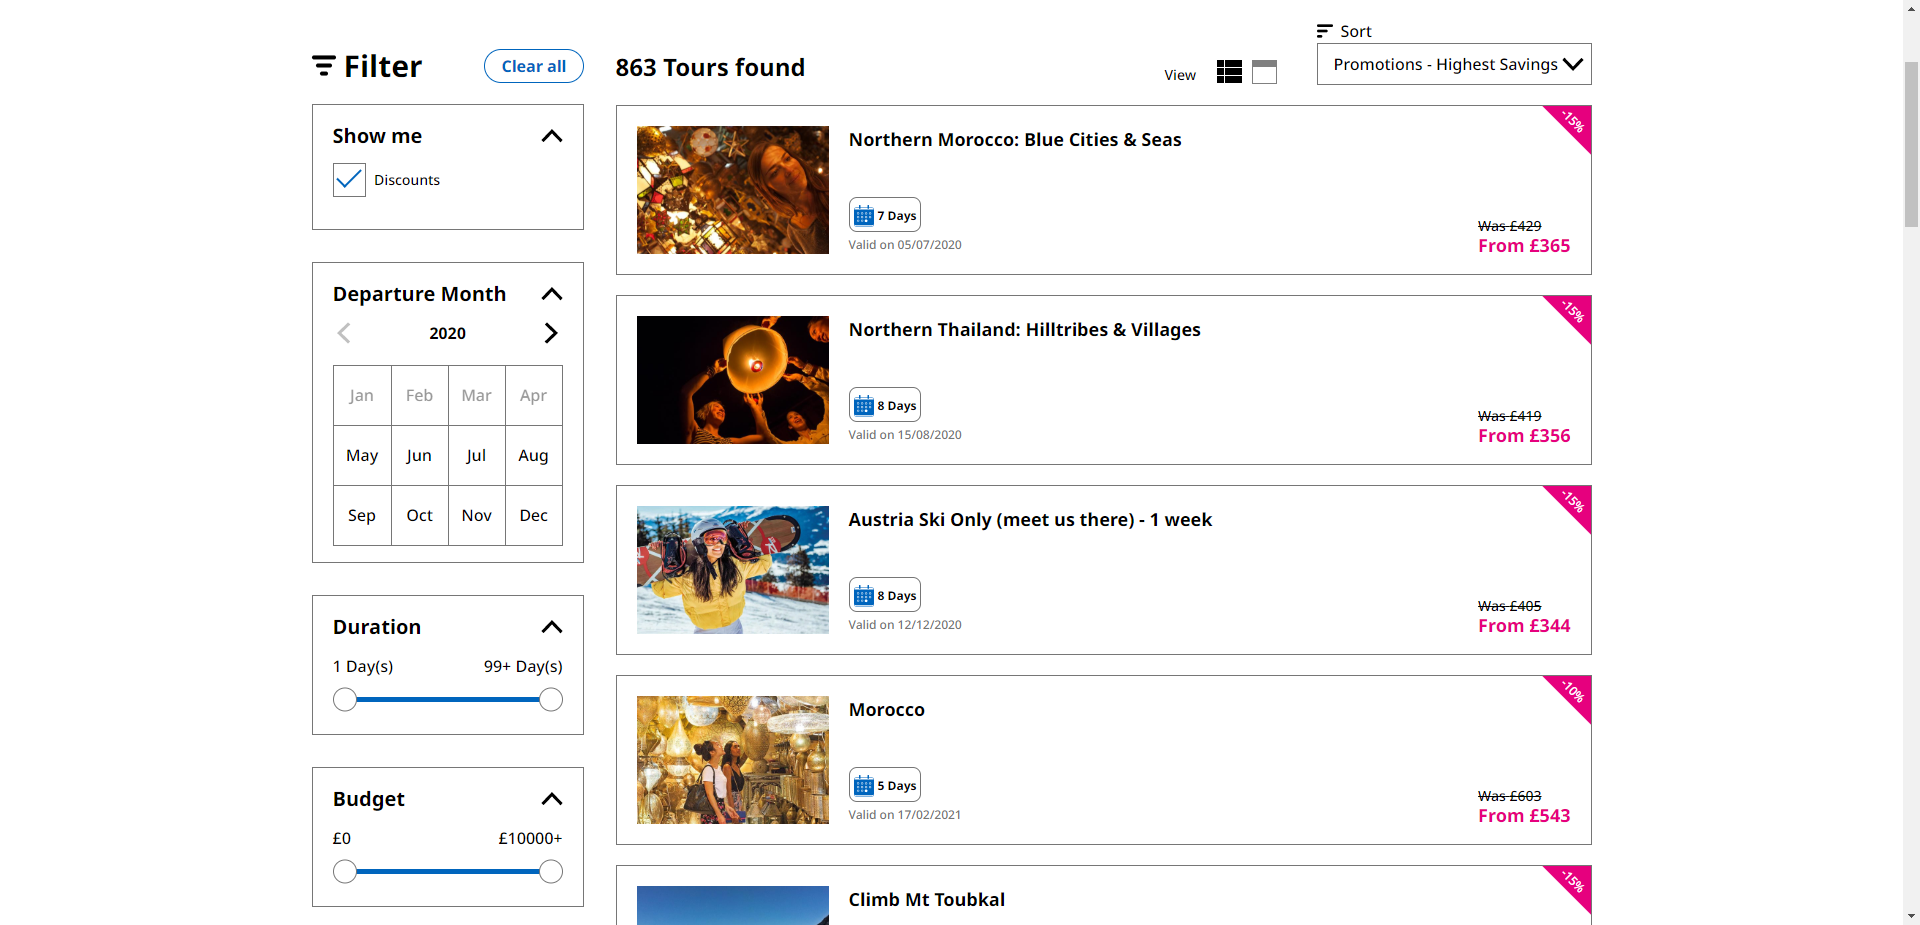 Filter
Clear all
863 Tours found
View
Sort
Promotions - Highest Savings
Show me
Discounts
Departure Month
2020
Jan Feb Mar Apr
May Jun Jul Aug
Sep Oct Nov Dec
Duration
1 Day(s) 99+ Day(s)
Budget
£0 £10000+
-15%
Northern Morocco: Blue Cities & Seas
7 Days
Valid on 05/07/2020
Was £429
From £365
-15%
Northern Thailand: Hilltribes & Villages
8 Days
Valid on 15/08/2020
Was £419
From £356
-15%
Austria Ski Only (meet us there) - 1 week
8 Days
Valid on 12/12/2020
Was £405
From £344
-10%
Morocco
5 Days
Valid on 17/02/2021
Was £603
From £543
-15%
Climb Mt Toubkal